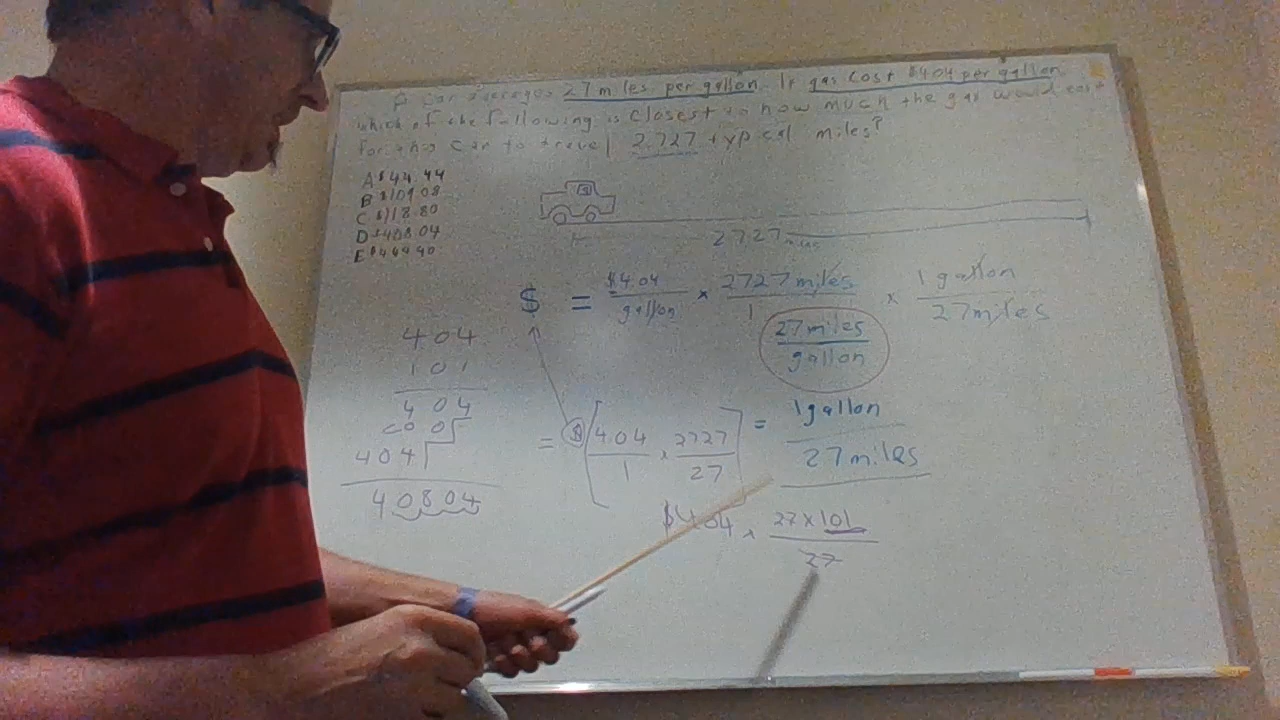 A car averages 27 miles per gallon. If gas cost $4.04 per gallon
which of the following is closest to how much the gas would cost
for this car to travel 2.727 typical miles?
A $44.44
B $109.08
C $118.80
D $408.04
E $444.40
2727 miles
$ = $4.04 / gallon × 2727 miles / 1 × 1 gallon / 27 miles
27 miles
gallon
404
101
404
000
404
40804
= $ [ 4.04 / 1 × 2727 / 27 ] = 1 gallon / 27 miles
$4.04 × 27 × 101 / 27